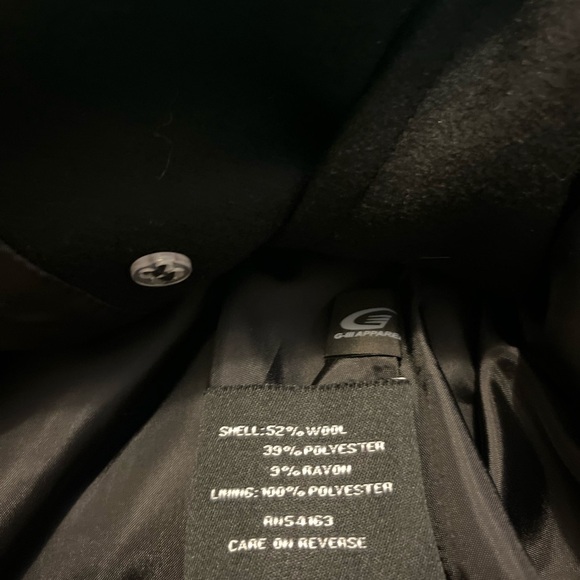 G-III APPAREL
SHELL:52% WOOL
39% POLYESTER
9% RAYON
LINING:100% POLYESTER
RN54163
CARE ON REVERSE